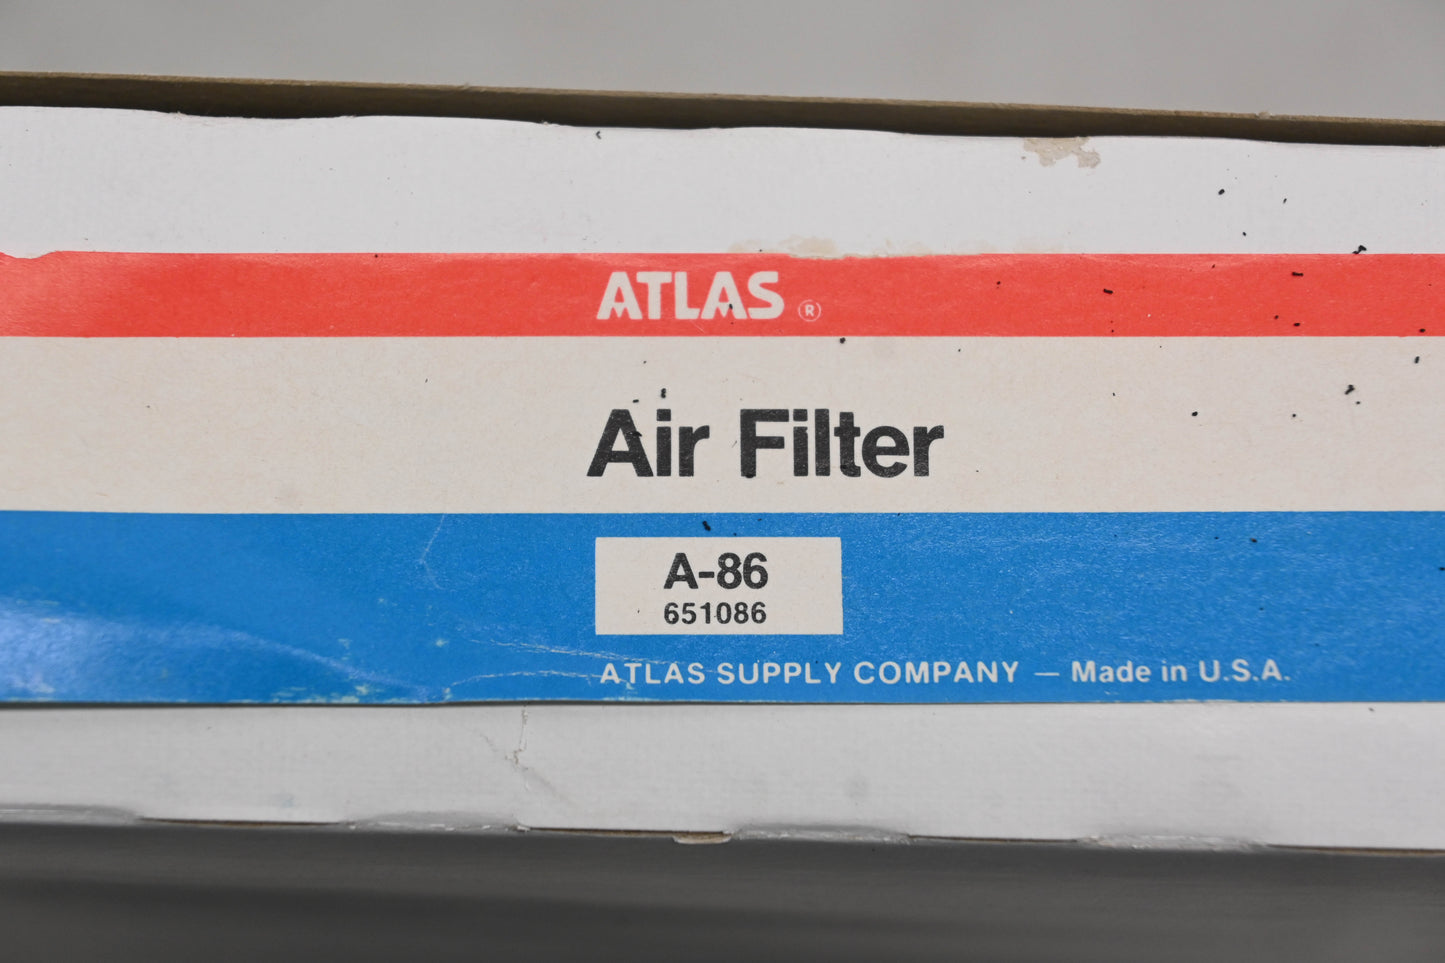 ATLAS ®
Air Filter
A-86
651086
ATLAS SUPPLY COMPANY — Made in U.S.A.